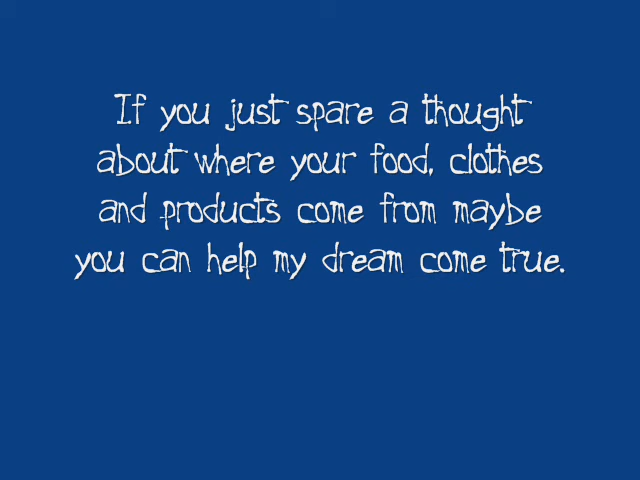 If you just spare a thought
about where your food, clothes
and products come from maybe
you can help my dream come true.